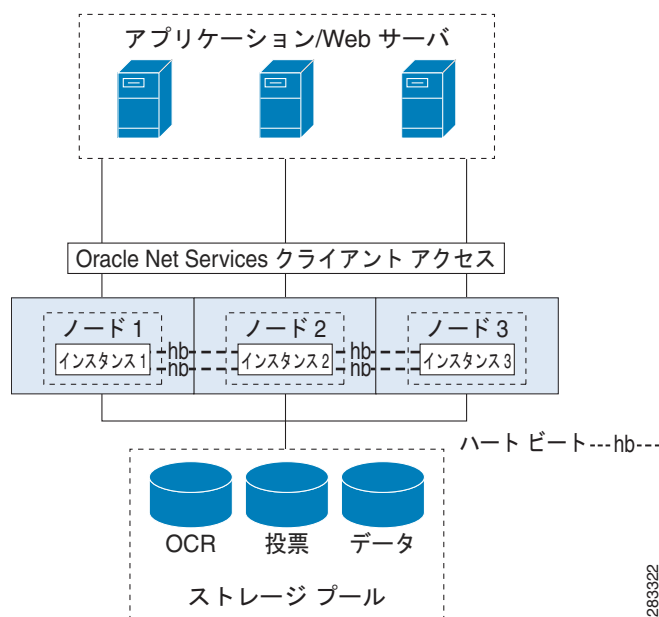 アプリケーション/Web サーバ
Oracle Net Services クライアント アクセス
ノード 1
ノード 2
ノード 3
インスタンス 1
hb
hb
インスタンス 2
hb
hb
インスタンス 3
ハート ビート---hb---
OCR
投票
データ
ストレージ プール
283322